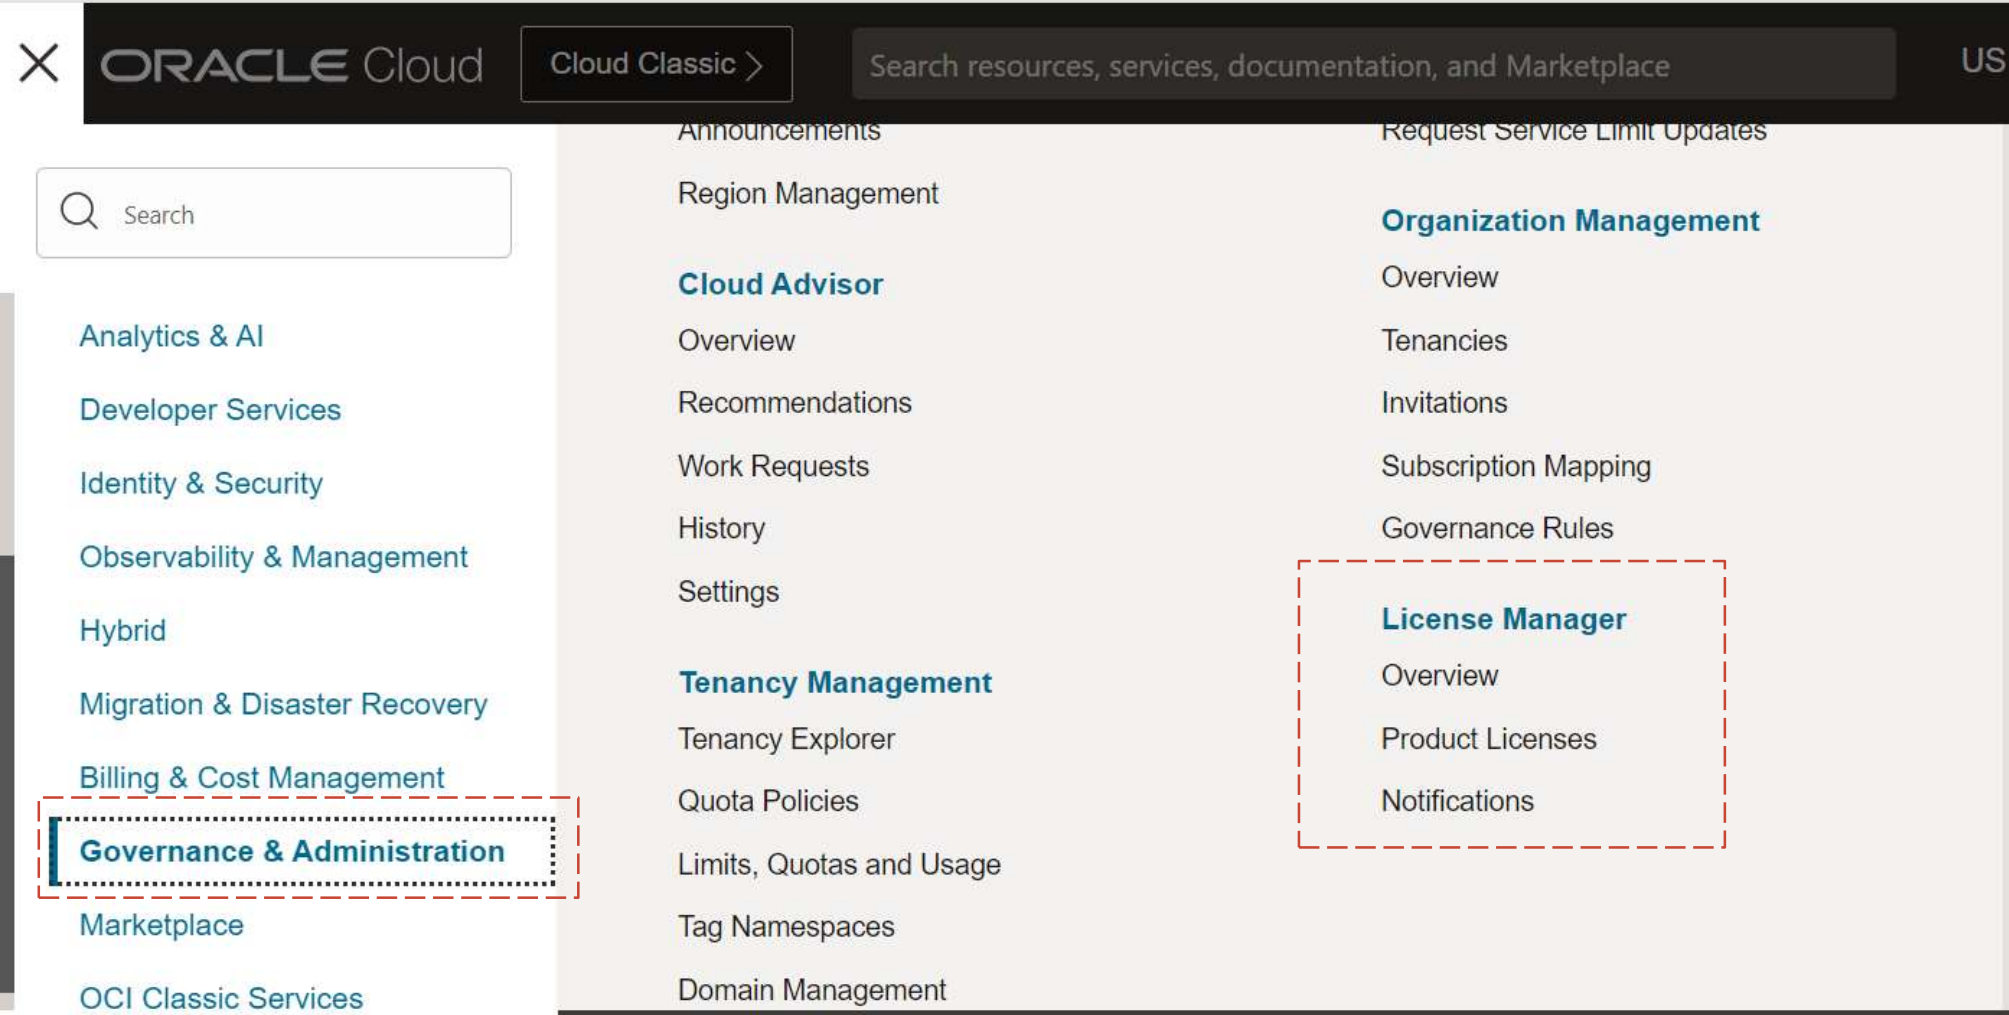 ORACLE Cloud
Cloud Classic
Search resources, services, documentation, and Marketplace
US
Search
Analytics & AI
Developer Services
Identity & Security
Observability & Management
Hybrid
Migration & Disaster Recovery
Billing & Cost Management
Governance & Administration
Marketplace
OCI Classic Services
Announcements
Region Management
Cloud Advisor
Overview
Recommendations
Work Requests
History
Settings
Tenancy Management
Tenancy Explorer
Quota Policies
Limits, Quotas and Usage
Tag Namespaces
Domain Management
Request Service Limit Updates
Organization Management
Overview
Tenancies
Invitations
Subscription Mapping
Governance Rules
License Manager
Overview
Product Licenses
Notifications